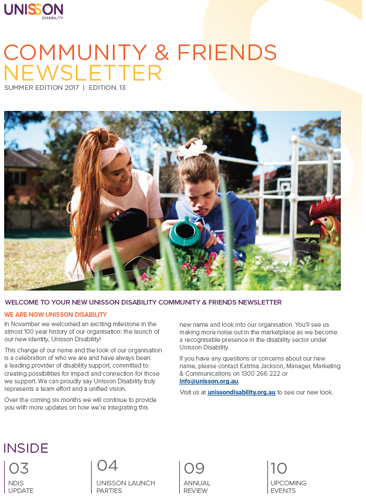 UNISSON
DISABILITY
COMMUNITY & FRIENDS
NEWSLETTER
SUMMER EDITION 2017 | EDITION. 13
WELCOME TO YOUR NEW UNISSON DISABILITY COMMUNITY & FRIENDS NEWSLETTER
WE ARE NOW UNISSON DISABILITY
In November we welcomed an exciting milestone in the
almost 100 year history of our organisation: the launch of
our new identity, Unisson Disability!
This change of our name and the look of our organisation
is a celebration of who we are and have always been:
a leading provider of disability support, committed to
creating possibilities for impact and connection for those
we support. We can proudly say Unisson Disability truly
represents a team effort and a unified vision.
Over the coming six months we will continue to provide
you with more updates on how we're integrating this
new name and look into our organisation. You'll see us
making more noise out in the marketplace as we become
a recognisable presence in the disability sector under
Unisson Disability.
If you have any questions or concerns about our new
name, please contact Katrina Jackson, Manager, Marketing
& Communications on 1300 266 222 or
info@unisson.org.au.
Visit us at unissondisability.org.au to see our new look.
INSIDE
03
NDIS
UPDATE
04
UNISSON LAUNCH
PARTIES
09
ANNUAL
REVIEW
10
UPCOMING
EVENTS